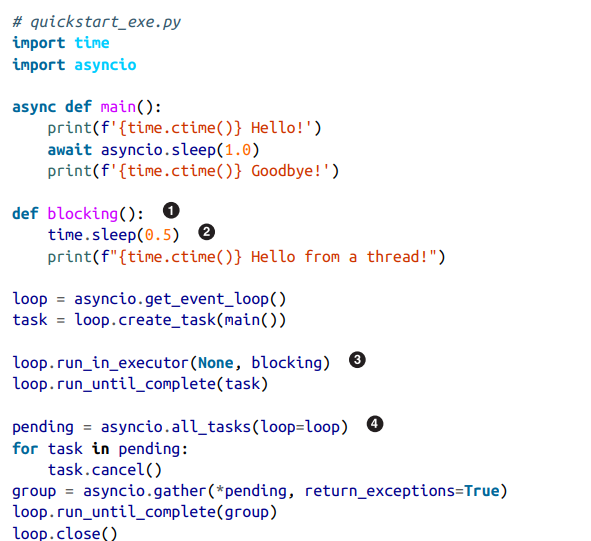 # quickstart_exe.py
import time
import asyncio

async def main():
    print(f'{time.ctime()} Hello!')
    await asyncio.sleep(1.0)
    print(f'{time.ctime()} Goodbye!')

def blocking(): ❶
    time.sleep(0.5) ❷
    print(f"{time.ctime()} Hello from a thread!")

loop = asyncio.get_event_loop()
task = loop.create_task(main())

loop.run_in_executor(None, blocking) ❸
loop.run_until_complete(task)

pending = asyncio.all_tasks(loop=loop) ❹
for task in pending:
    task.cancel()
group = asyncio.gather(*pending, return_exceptions=True)
loop.run_until_complete(group)
loop.close()